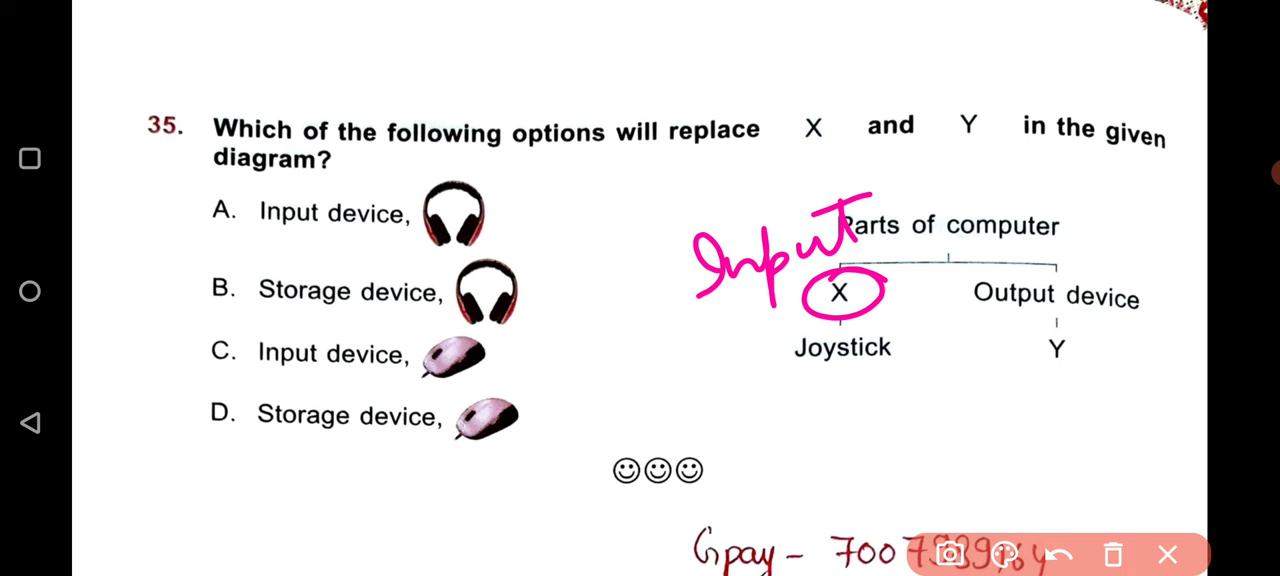 35. Which of the following options will replace X and Y in the given
diagram?
A. Input device,
B. Storage device,
C. Input device,
D. Storage device,
Input
Parts of computer
X Output device
Joystick Y
Gpay - 7007